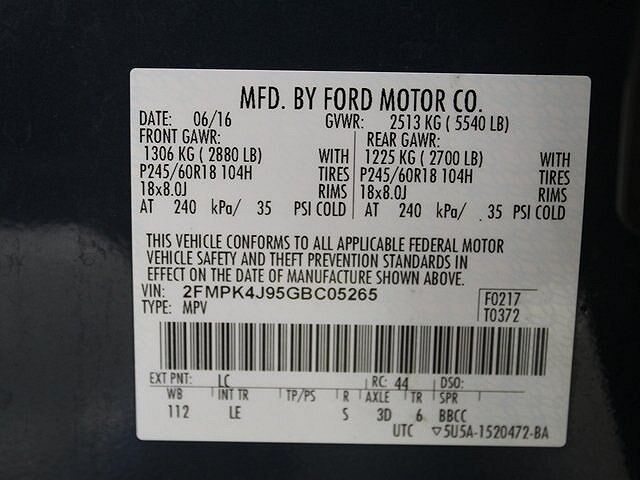 MFD. BY FORD MOTOR CO.
DATE: 06/16 GVWR: 2513 KG ( 5540 LB)
FRONT GAWR: REAR GAWR:
1306 KG ( 2880 LB) WITH 1225 KG ( 2700 LB) WITH
P245/60R18 104H TIRES P245/60R18 104H TIRES
18x8.0J RIMS 18x8.0J RIMS
AT 240 kPa/ 35 PSI COLD AT 240 kPa/ 35 PSI COLD
THIS VEHICLE CONFORMS TO ALL APPLICABLE FEDERAL MOTOR
VEHICLE SAFETY AND THEFT PREVENTION STANDARDS IN
EFFECT ON THE DATE OF MANUFACTURE SHOWN ABOVE.
VIN: 2FMPK4J95GBC05265 F0217
TYPE: MPV T0372
EXT PNT: LC RC: 44 DSO:
WB INT TR TP/PS R AXLE TR SPR
112 LE S 3D 6 BBCC
UTC ▽5U5A-1520472-BA